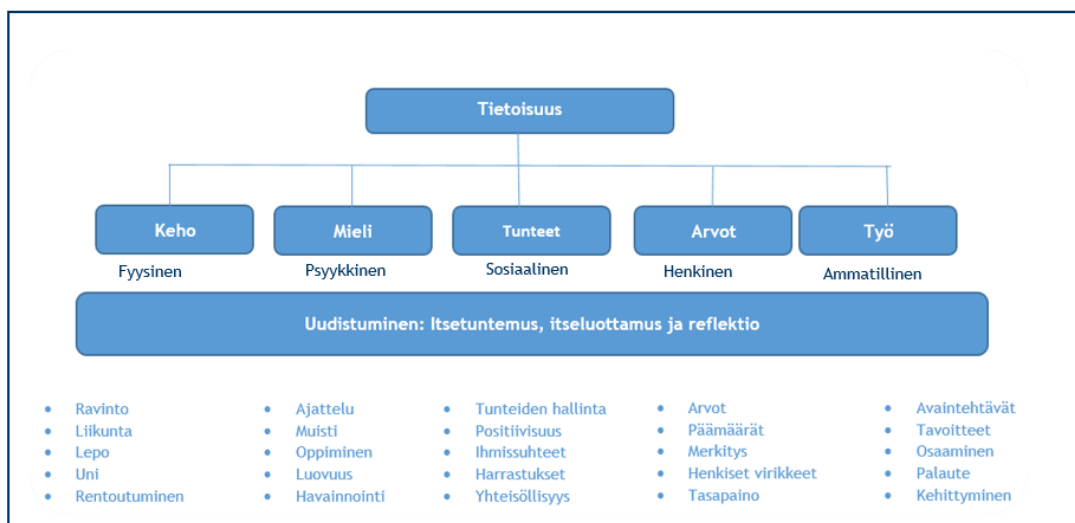 Tietoisuus
Keho
Mieli
Tunteet
Arvot
Työ
Fyysinen
Psyykkinen
Sosiaalinen
Henkinen
Ammatillinen
Uudistuminen: Itsetuntemus, itseluottamus ja reflektio
• Ravinto
• Liikunta
• Lepo
• Uni
• Rentoutuminen
• Ajattelu
• Muisti
• Oppiminen
• Luovuus
• Havainnointi
• Tunteiden hallinta
• Positiivisuus
• Ihmissuhteet
• Harrastukset
• Yhteisöllisyys
• Arvot
• Päämäärät
• Merkitys
• Henkiset virikkeet
• Tasapaino
• Avaintehtävät
• Tavoitteet
• Osaaminen
• Palaute
• Kehittyminen